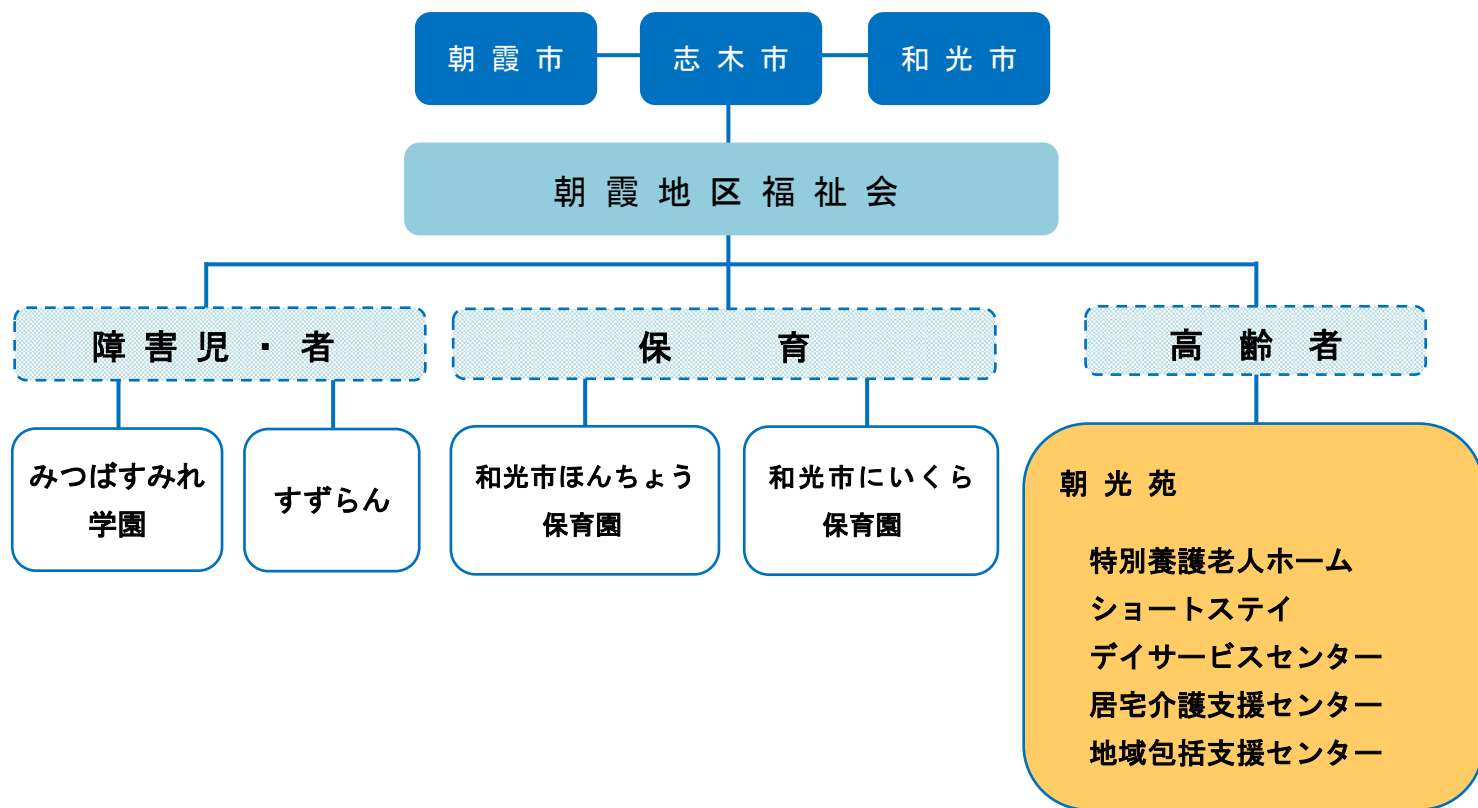 朝霞市
志木市
和光市
朝霞地区福祉会
障害児・者
保育
高齢者
みつばすみれ
学園
すずらん
和光市ほんちょう
保育園
和光市にいくら
保育園
朝光苑
特別養護老人ホーム
ショートステイ
デイサービスセンター
居宅介護支援センター
地域包括支援センター